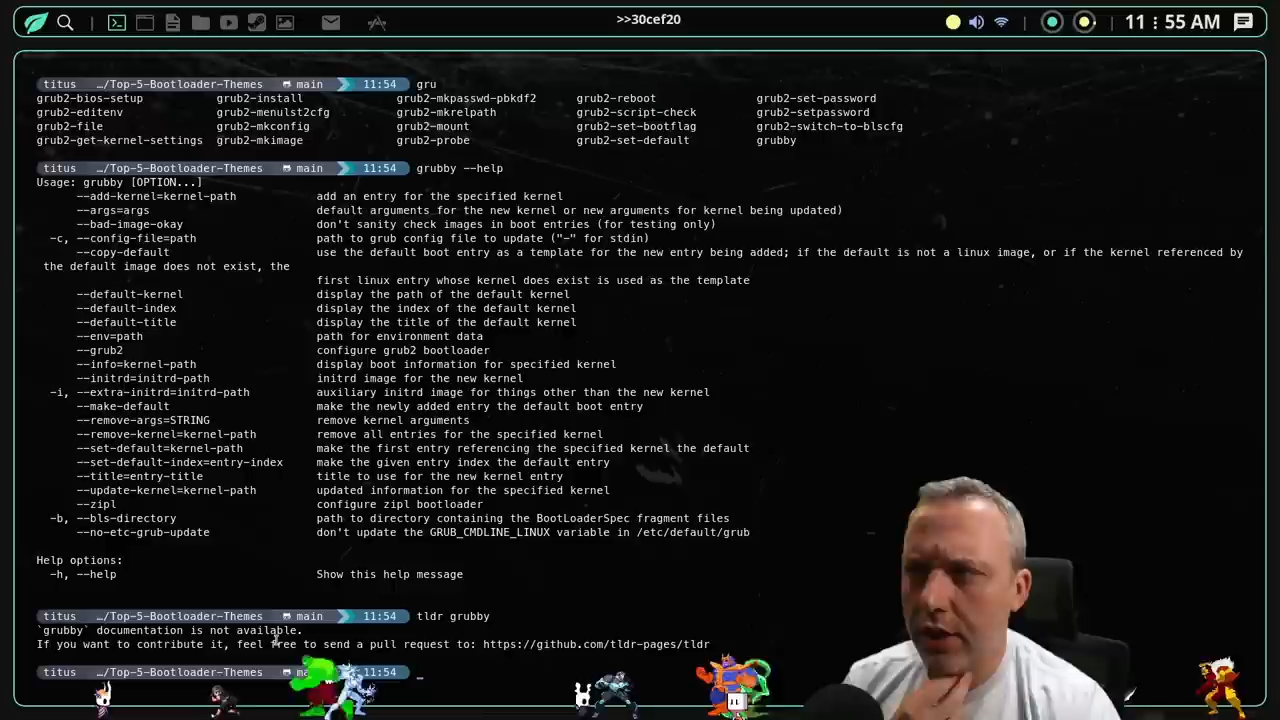 >>30cef20
11 : 55 AM
titus …/Top-5-Bootloader-Themes main 11:54 gru
grub2-bios-setup grub2-install grub2-mkpasswd-pbkdf2 grub2-reboot grub2-set-password
grub2-editenv grub2-menulst2cfg grub2-mkrelpath grub2-script-check grub2-setpassword
grub2-file grub2-mkconfig grub2-mount grub2-set-bootflag grub2-switch-to-blscfg
grub2-get-kernel-settings grub2-mkimage grub2-probe grub2-set-default grubby
titus …/Top-5-Bootloader-Themes main 11:54 grubby --help
Usage: grubby [OPTION...]
--add-kernel=kernel-path add an entry for the specified kernel
--args=args default arguments for the new kernel or new arguments for kernel being updated)
--bad-image-okay don't sanity check images in boot entries (for testing only)
-c, --config-file=path path to grub config file to update ("-" for stdin)
--copy-default use the default boot entry as a template for the new entry being added; if the default is not a linux image, or if the kernel referenced by
the default image does not exist, the
first linux entry whose kernel does exist is used as the template
--default-kernel display the path of the default kernel
--default-index display the index of the default kernel
--default-title display the title of the default kernel
--env=path path for environment data
--grub2 configure grub2 bootloader
--info=kernel-path display boot information for specified kernel
--initrd=initrd-path initrd image for the new kernel
-i, --extra-initrd=initrd-path auxiliary initrd image for things other than the new kernel
--make-default make the newly added entry the default boot entry
--remove-args=STRING remove kernel arguments
--remove-kernel=kernel-path remove all entries for the specified kernel
--set-default=kernel-path make the first entry referencing the specified kernel the default
--set-default-index=entry-index make the given entry index the default entry
--title=entry-title title to use for the new kernel entry
--update-kernel=kernel-path updated information for the specified kernel
--zipl configure zipl bootloader
-b, --bls-directory path to directory containing the BootLoaderSpec fragment files
--no-etc-grub-update don't update the GRUB_CMDLINE_LINUX variable in /etc/default/grub
Help options:
-h, --help Show this help message
titus …/Top-5-Bootloader-Themes main 11:54 tldr grubby
`grubby` documentation is not available.
If you want to contribute it, feel free to send a pull request to: https://github.com/tldr-pages/tldr
titus …/Top-5-Bootloader-Themes 11:54 _